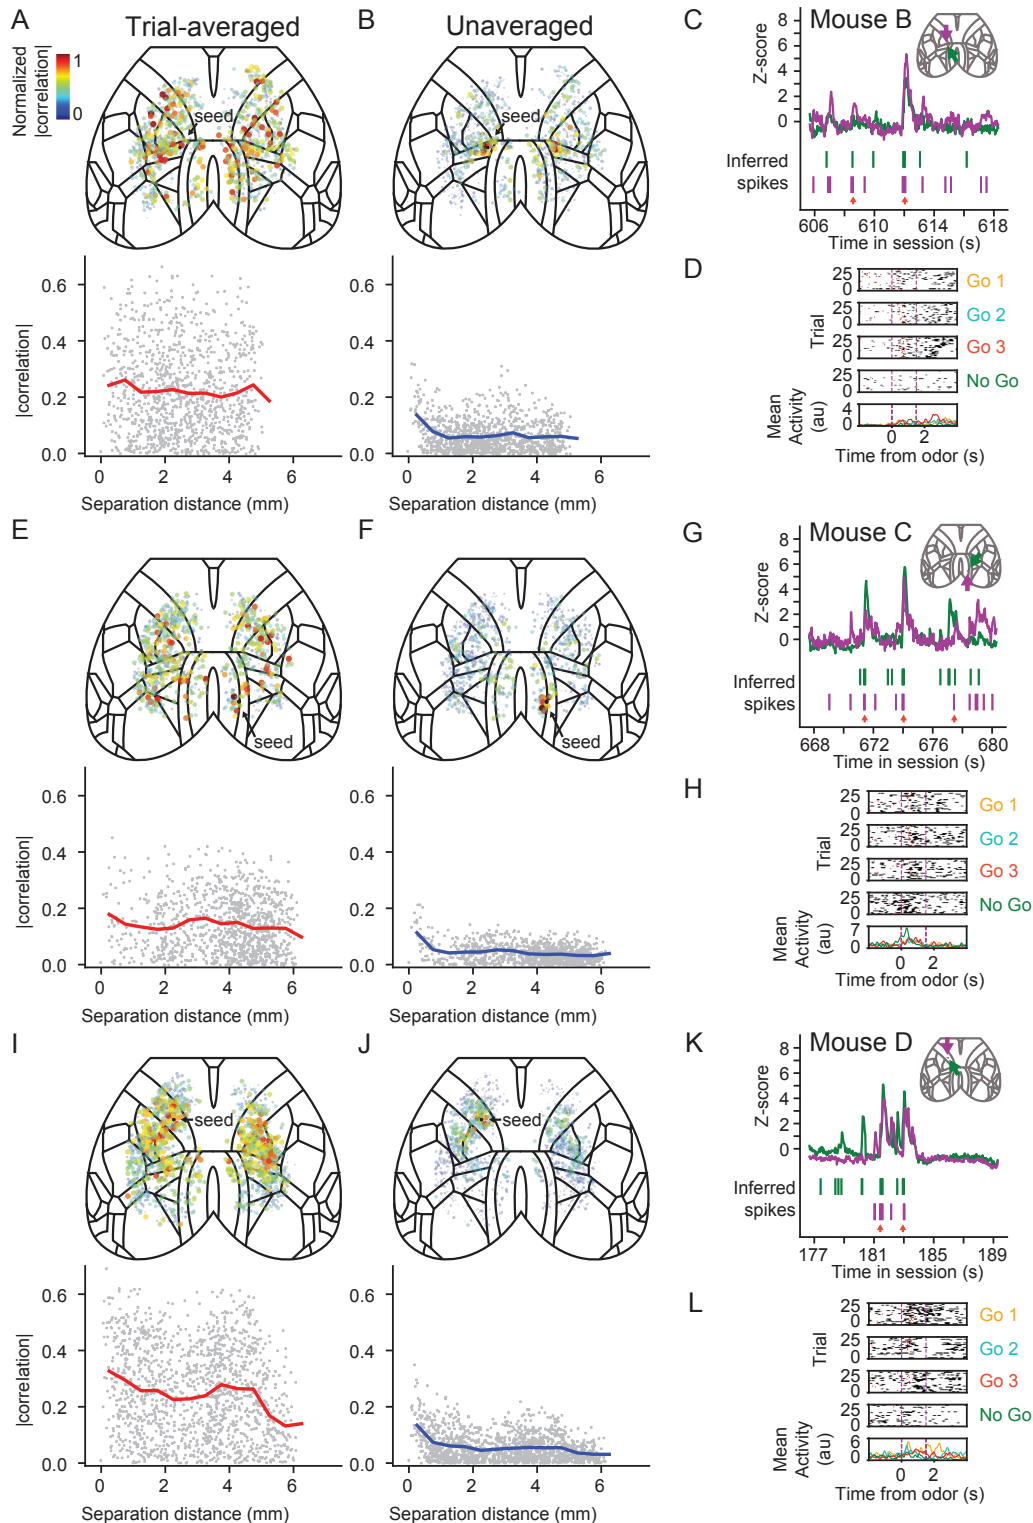 A
Trial-averaged
B
Unaveraged
C
Mouse B
Normalized
|correlation|
1
0
seed
seed
Z-score
8
6
4
2
0
Inferred
spikes
606
610
614
618
Time in session (s)
|correlation|
0.6
0.4
0.2
0.0
0
2
4
6
Separation distance (mm)
0.6
0.4
0.2
0.0
0
2
4
6
Separation distance (mm)
D
Trial
25
0
Go 1
25
0
Go 2
25
0
Go 3
25
0
No Go
Mean
Activity
(au)
4
0
0
2
Time from odor (s)
E
F
G
Mouse C
seed
seed
Z-score
8
6
4
2
0
Inferred
spikes
668
672
676
680
Time in session (s)
|correlation|
0.6
0.4
0.2
0.0
0
2
4
6
Separation distance (mm)
0.6
0.4
0.2
0.0
0
2
4
6
Separation distance (mm)
H
Trial
25
0
Go 1
25
0
Go 2
25
0
Go 3
25
0
No Go
Mean
Activity
(au)
7
0
0
2
Time from odor (s)
I
J
K
Mouse D
seed
seed
Z-score
8
6
4
2
0
Inferred
spikes
177
181
185
189
Time in session (s)
|correlation|
0.6
0.4
0.2
0.0
0
2
4
6
Separation distance (mm)
0.6
0.4
0.2
0.0
0
2
4
6
Separation distance (mm)
L
Trial
25
0
Go 1
25
0
Go 2
25
0
Go 3
25
0
No Go
Mean
Activity
(au)
6
0
0
2
Time from odor (s)